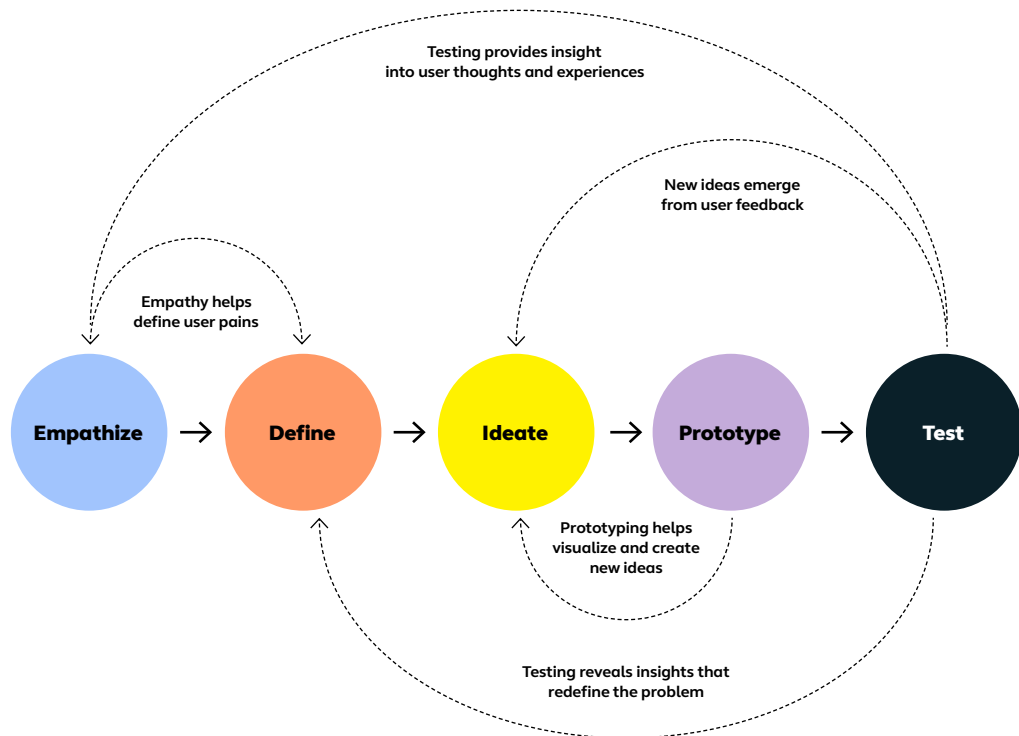 Testing provides insight
into user thoughts and experiences
New ideas emerge
from user feedback
Empathy helps
define user pains
Empathize
Define
Ideate
Prototype
Test
Prototyping helps
visualize and create
new ideas
Testing reveals insights that
redefine the problem